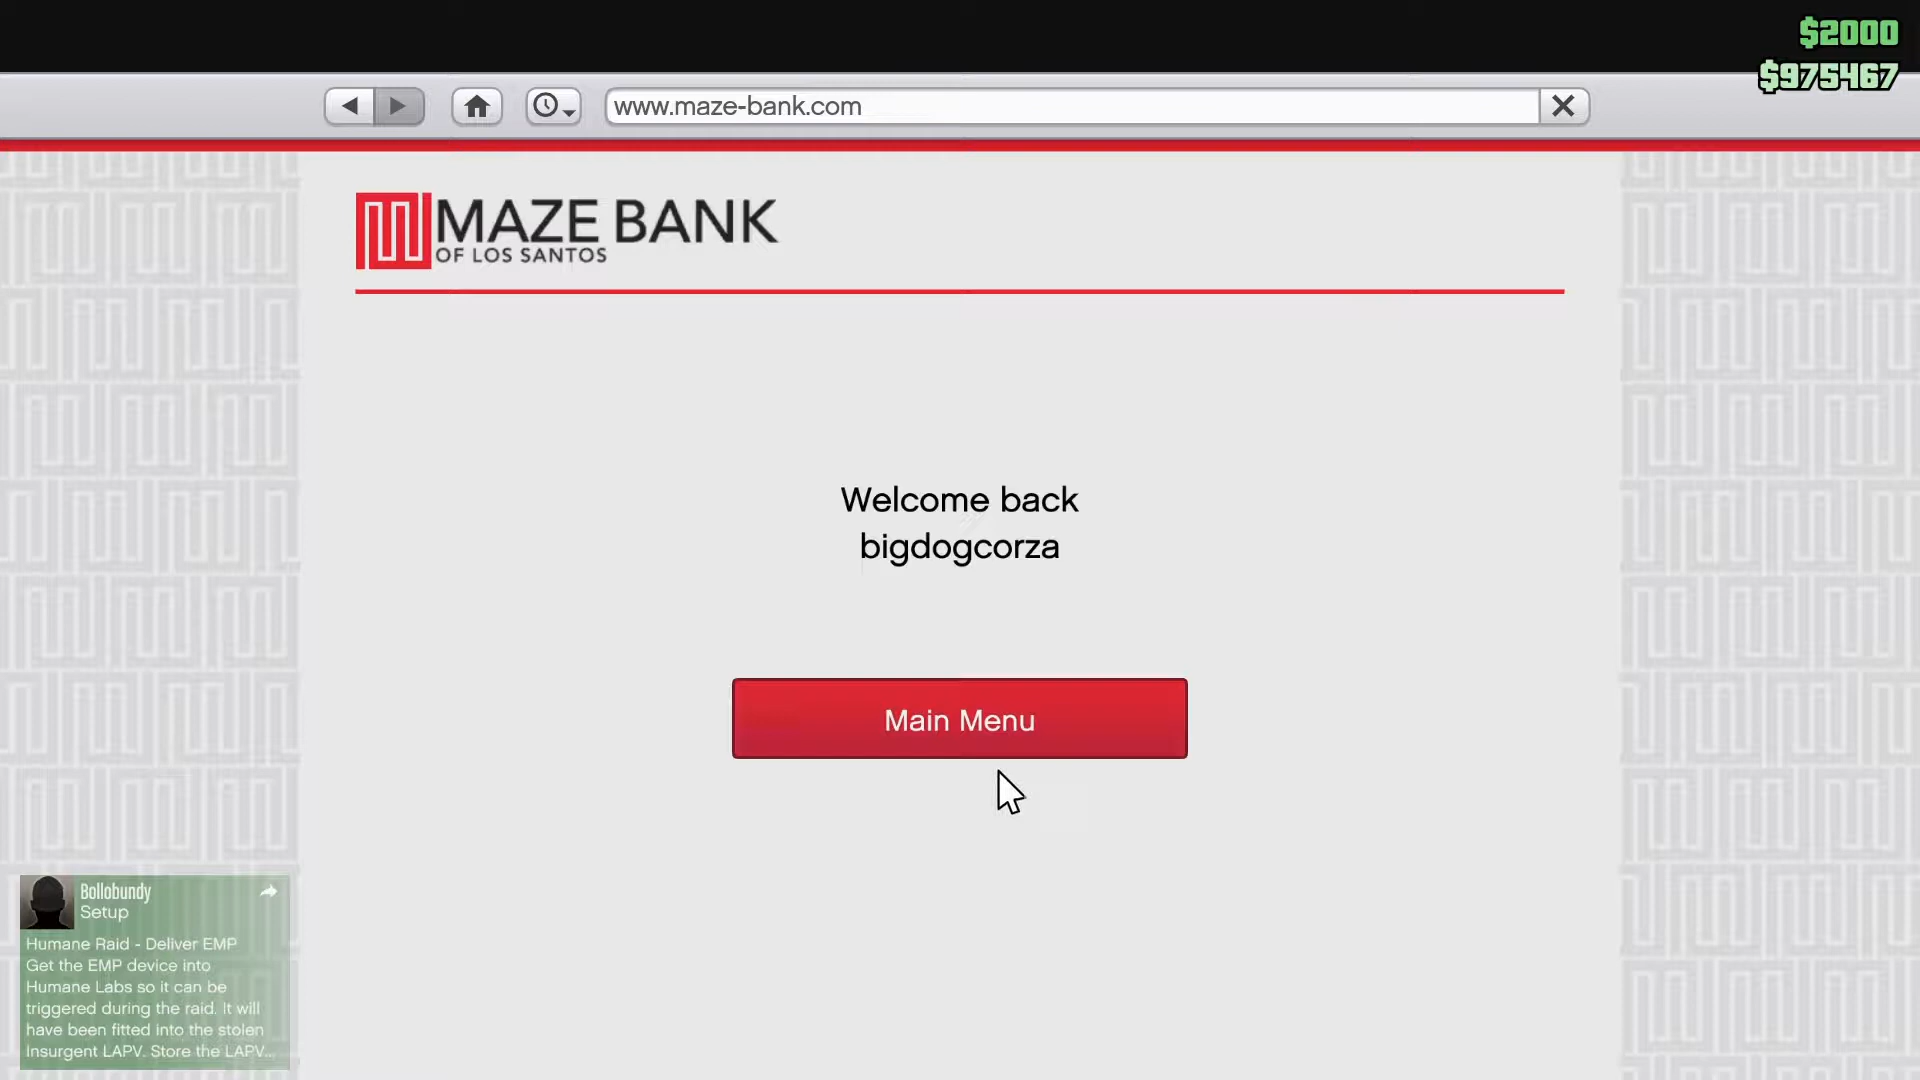 $2000
$975467
www.maze-bank.com
MAZE BANK
OF LOS SANTOS
Welcome back
bigdogcorza
Main Menu
Bollobundy
Setup
Humane Raid - Deliver EMP
Get the EMP device into
Humane Labs so it can be
triggered during the raid. It will
have been fitted into the stolen
Insurgent LAPV. Store the LAPV...